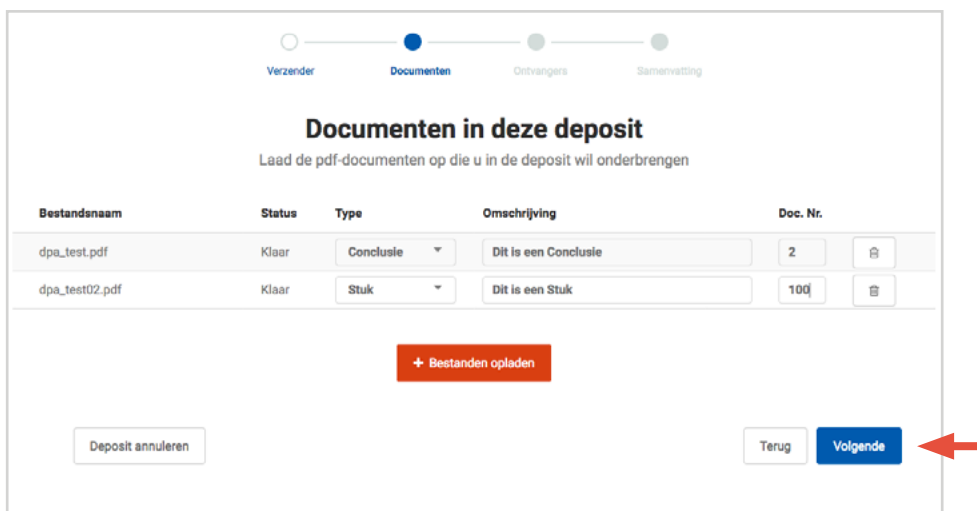 Verzender Documenten Ontvangers Samenvatting
Documenten in deze deposit
Laad de pdf-documenten op die u in de deposit wil onderbrengen
Bestandsnaam Status Type Omschrijving Doc. Nr.
dpa_test.pdf Klaar Conclusie Dit is een Conclusie 2
dpa_test02.pdf Klaar Stuk Dit is een Stuk 100
+ Bestanden opladen
Deposit annuleren Terug Volgende